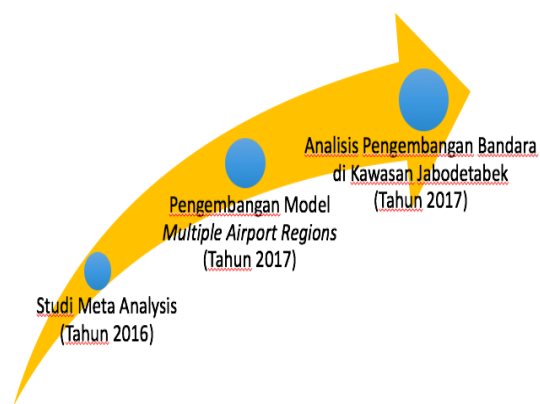 Analisis Pengembangan Bandara
di Kawasan Jabodetabek
(Tahun 2017)
Pengembangan Model
Multiple Airport Regions
(Tahun 2017)
Studi Meta Analysis
(Tahun 2016)